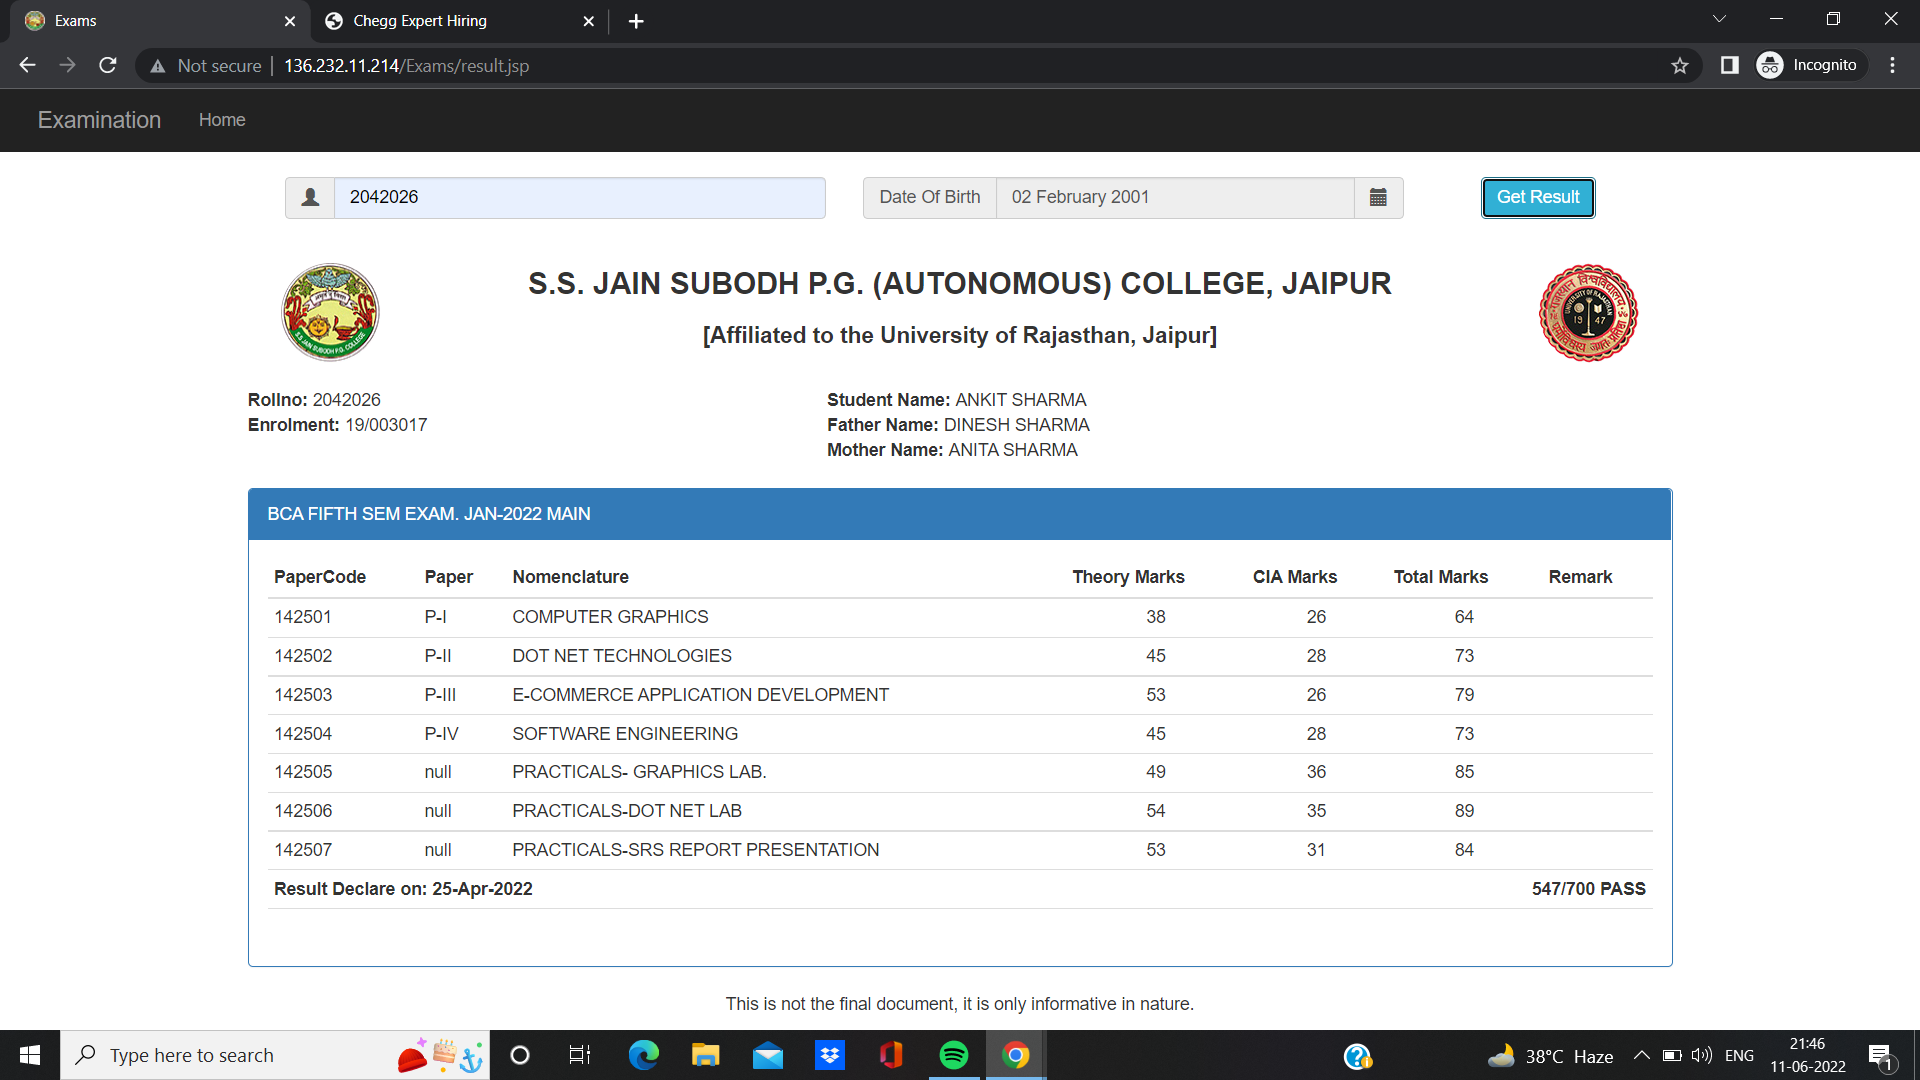 Exams
Chegg Expert Hiring
Not secure
136.232.11.214/Exams/result.jsp
Incognito
Examination
Home
2042026
Date Of Birth
02 February 2001
Get Result
S.S. JAIN SUBODH P.G. (AUTONOMOUS) COLLEGE, JAIPUR
[Affiliated to the University of Rajasthan, Jaipur]
Rollno: 2042026
Enrolment: 19/003017
Student Name: ANKIT SHARMA
Father Name: DINESH SHARMA
Mother Name: ANITA SHARMA
BCA FIFTH SEM EXAM. JAN-2022 MAIN
PaperCode Paper Nomenclature Theory Marks CIA Marks Total Marks Remark
142501 P-I COMPUTER GRAPHICS 38 26 64
142502 P-II DOT NET TECHNOLOGIES 45 28 73
142503 P-III E-COMMERCE APPLICATION DEVELOPMENT 53 26 79
142504 P-IV SOFTWARE ENGINEERING 45 28 73
142505 null PRACTICALS- GRAPHICS LAB. 49 36 85
142506 null PRACTICALS-DOT NET LAB 54 35 89
142507 null PRACTICALS-SRS REPORT PRESENTATION 53 31 84
Result Declare on: 25-Apr-2022 547/700 PASS
This is not the final document, it is only informative in nature.
Type here to search
38°C Haze
ENG
21:46
11-06-2022
1